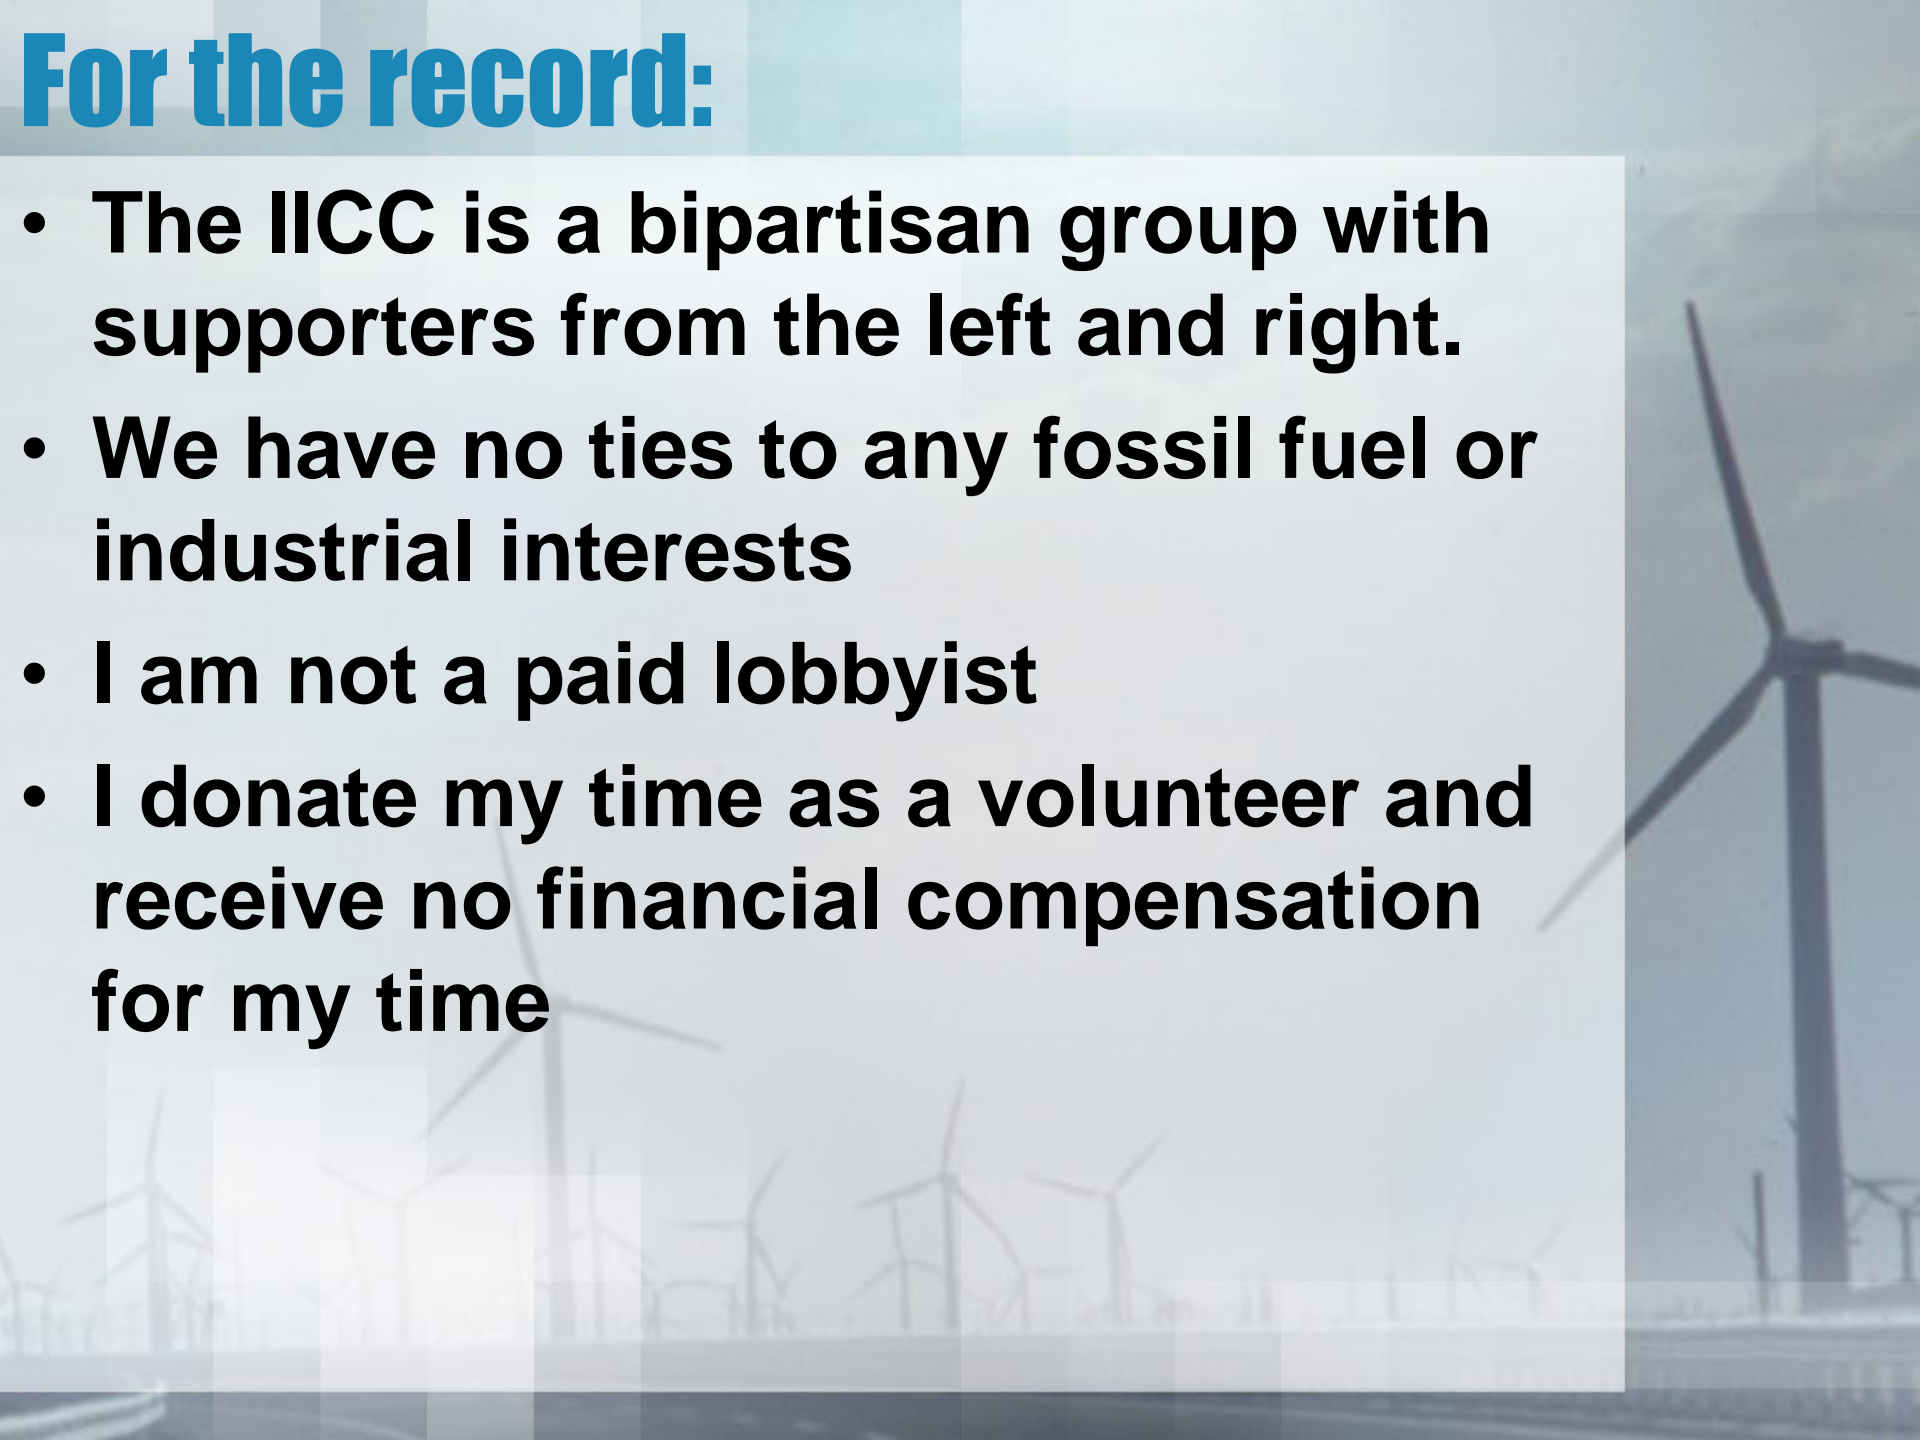 For the record:
• The IICC is a bipartisan group with
supporters from the left and right.
• We have no ties to any fossil fuel or
industrial interests
• I am not a paid lobbyist
• I donate my time as a volunteer and
receive no financial compensation
for my time